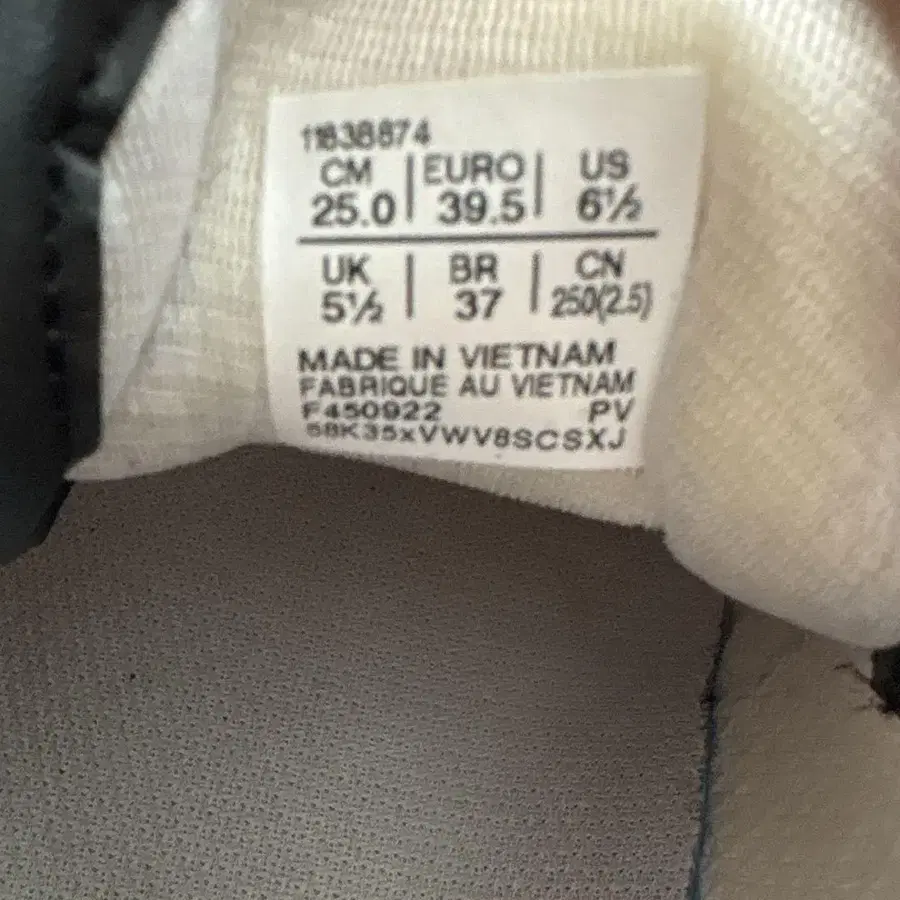 11838874
CM | EURO | US
25.0 | 39.5 | 6½
UK | BR | CN
5½ | 37 | 250(2.5)
MADE IN VIETNAM
FABRIQUE AU VIETNAM
F450922 PV
58K35xVWV8SCSXJ